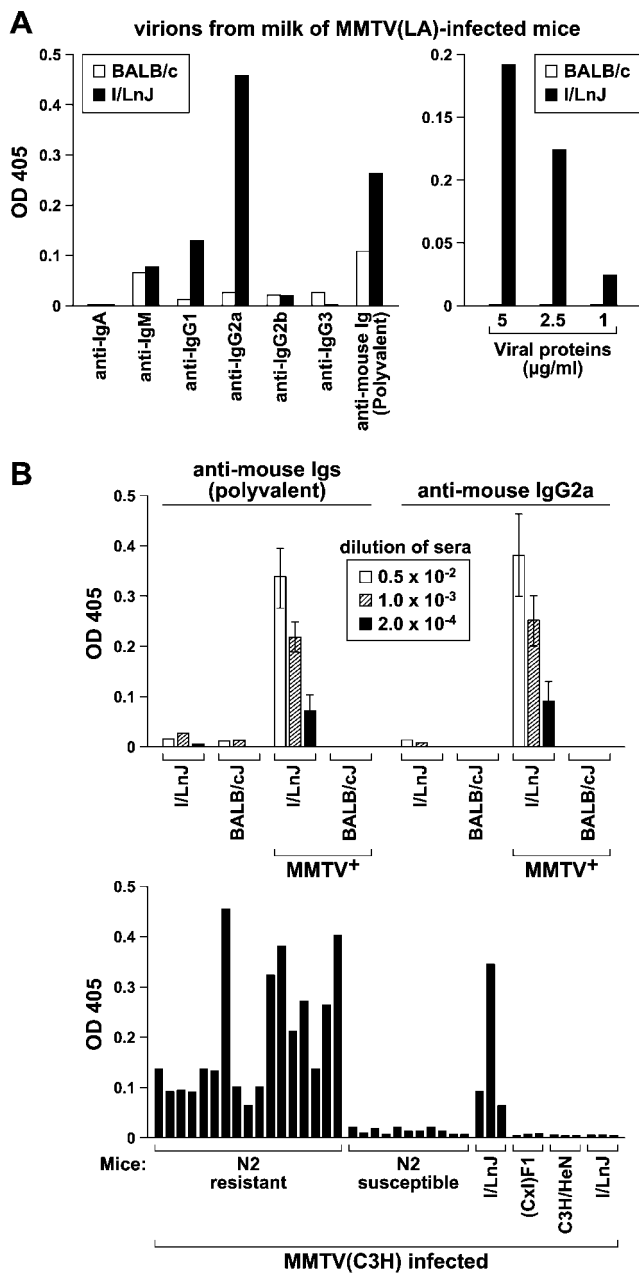 A
virions from milk of MMTV(LA)-infected mice
BALB/c
I/LnJ
OD 405
0.5
0.4
0.3
0.2
0.1
0
anti-IgA
anti-IgM
anti-IgG1
anti-IgG2a
anti-IgG2b
anti-IgG3
anti-mouse Ig
(Polyvalent)
BALB/c
I/LnJ
0.2
0.15
0.2
0.05
0
5 2.5 1
Viral proteins
(µg/ml)
B
anti-mouse Igs
(polyvalent)
anti-mouse IgG2a
dilution of sera
0.5 x 10⁻²
1.0 x 10⁻³
2.0 x 10⁻⁴
OD 405
0.5
0.4
0.3
0.2
0.1
0
I/LnJ
BALB/cJ
I/LnJ
BALB/cJ
I/LnJ
BALB/cJ
I/LnJ
BALB/cJ
MMTV⁺
MMTV⁺
OD 405
0.5
0.4
0.3
0.2
0.1
0
Mice:
N2
resistant
N2
susceptible
I/LnJ
(CxI)F1
C3H/HeN
I/LnJ
MMTV(C3H) infected